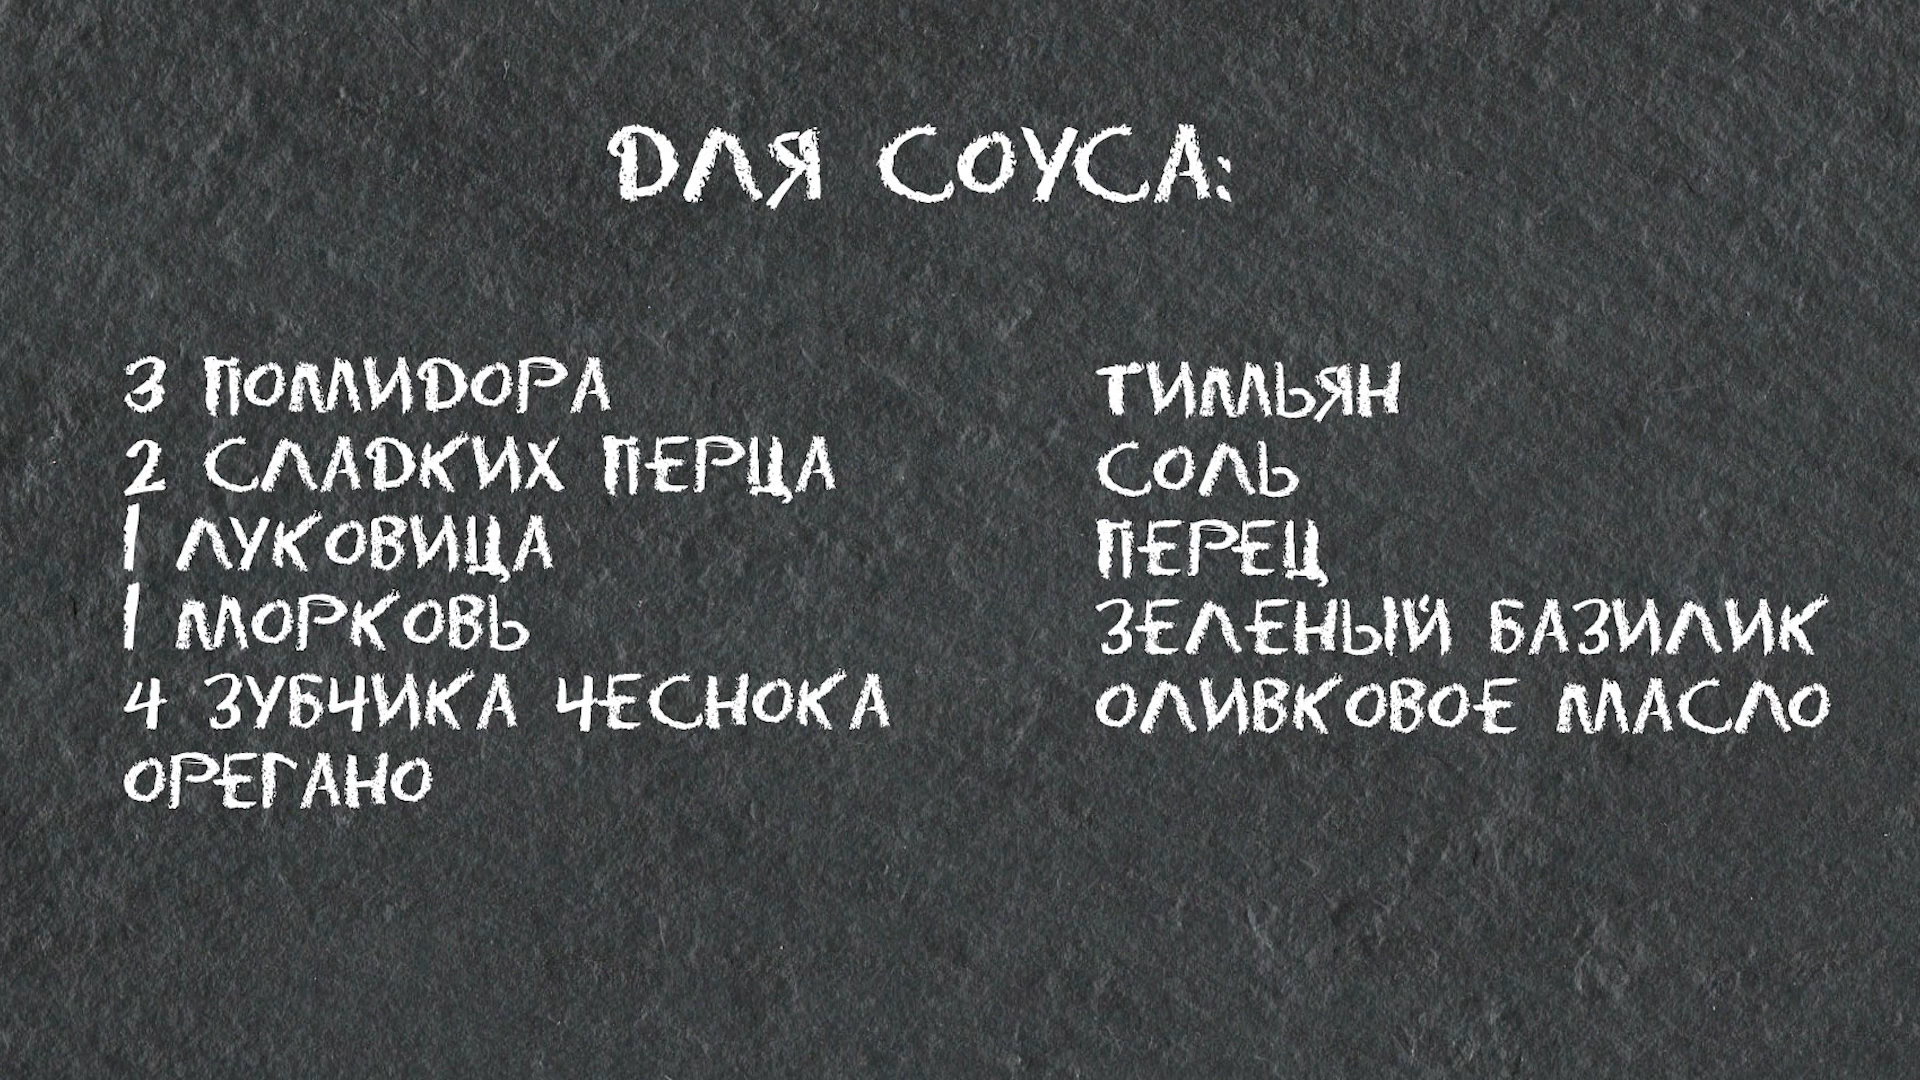 ДЛЯ СОУСА:
3 ПОМИДОРА
2 СЛАДКИХ ПЕРЦА
1 ЛУКОВИЦА
1 МОРКОВЬ
4 ЗУБЧИКА ЧЕСНОКА
ОРЕГАНО
ТИМЬЯН
СОЛЬ
ПЕРЕЦ
ЗЕЛЕНЫЙ БАЗИЛИК
ОЛИВКОВОЕ МАСЛО